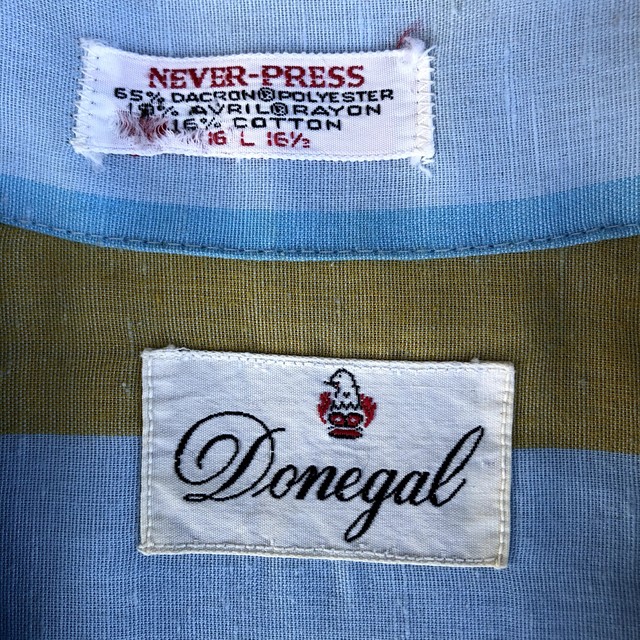 NEVER-PRESS
65% DACRON® POLYESTER
19% AVRIL® RAYON
16% COTTON
16 L 16½
Donegal